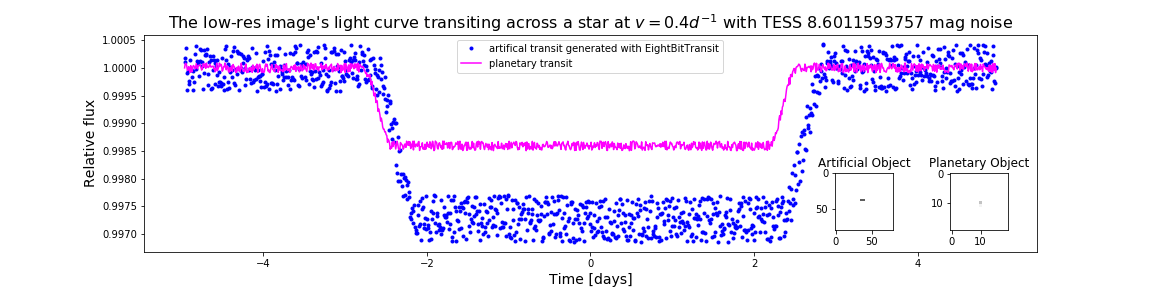 The low-res image's light curve transiting across a star at v = 0.4d⁻¹ with TESS 8.6011593757 mag noise
artifical transit generated with EightBitTransit
planetary transit
Relative flux
1.0005
1.0000
0.9995
0.9990
0.9985
0.9980
0.9975
0.9970
Artificial Object
0
50
0 50
Planetary Object
0
10
0 10
−4 −2 0 2 4
Time [days]